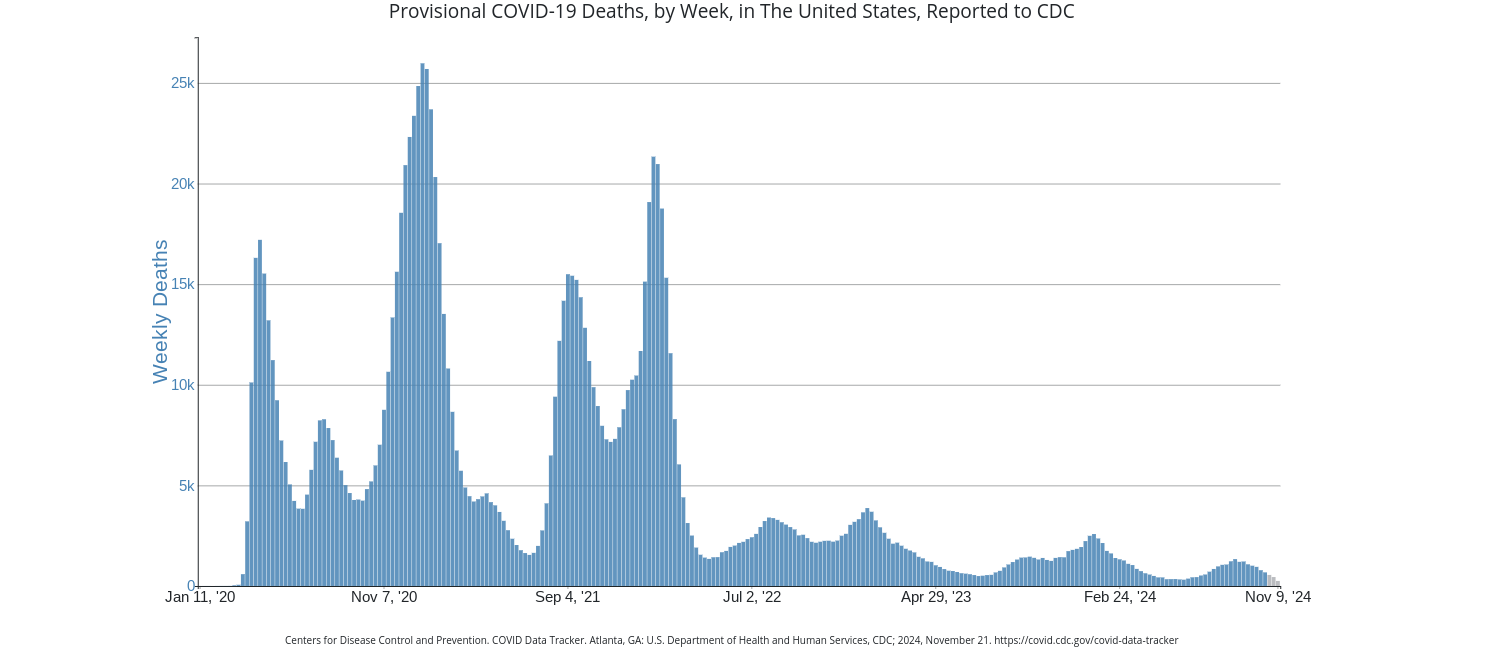 Provisional COVID-19 Deaths, by Week, in The United States, Reported to CDC
Weekly Deaths
25k
20k
15k
10k
5k
0
Jan 11, '20 Nov 7, '20 Sep 4, '21 Jul 2, '22 Apr 29, '23 Feb 24, '24 Nov 9, '24
Centers for Disease Control and Prevention. COVID Data Tracker. Atlanta, GA: U.S. Department of Health and Human Services, CDC; 2024, November 21. https://covid.cdc.gov/covid-data-tracker